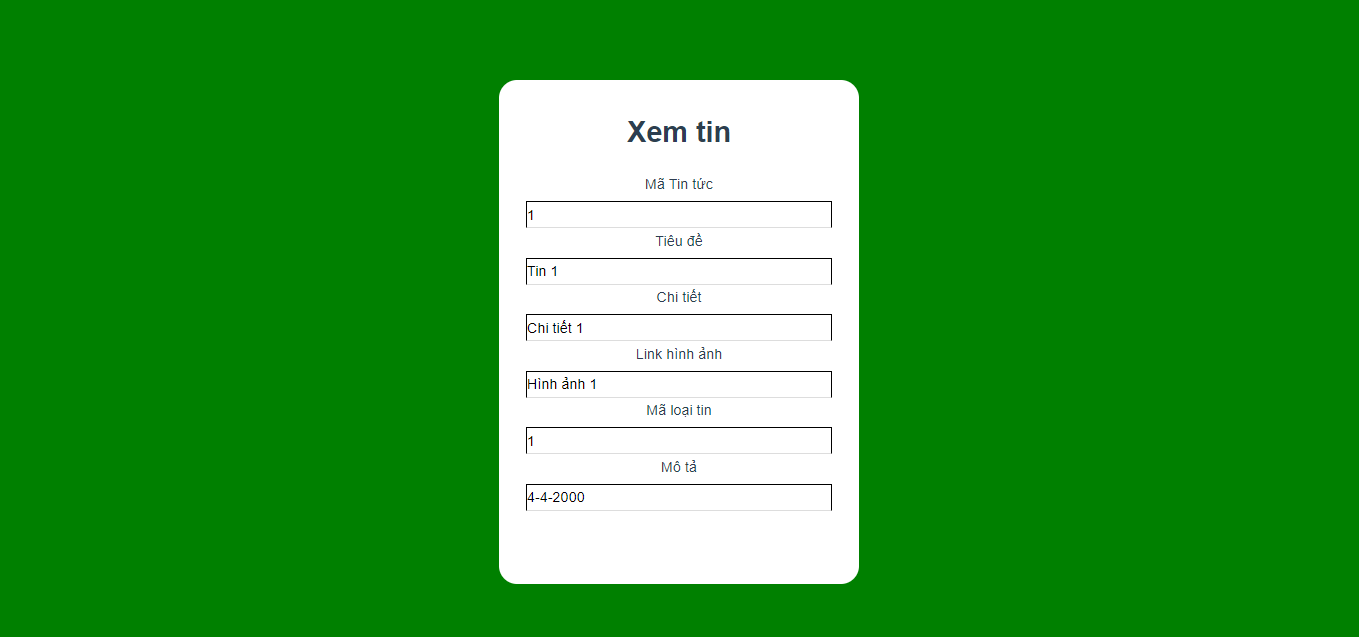 Xem tin
Mã Tin tức
1
Tiêu đề
Tin 1
Chi tiết
Chi tiết 1
Link hình ảnh
Hình ảnh 1
Mã loại tin
1
Mô tả
4-4-2000